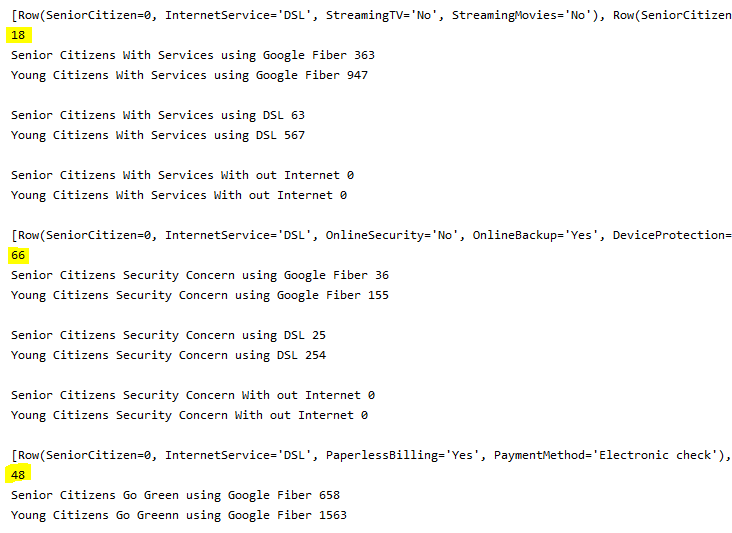 [Row(SeniorCitizen=0, InternetService='DSL', StreamingTV='No', StreamingMovies='No'), Row(SeniorCitizen
18
Senior Citizens With Services using Google Fiber 363
Young Citizens With Services using Google Fiber 947
Senior Citizens With Services using DSL 63
Young Citizens With Services using DSL 567
Senior Citizens With Services With out Internet 0
Young Citizens With Services With out Internet 0
[Row(SeniorCitizen=0, InternetService='DSL', OnlineSecurity='No', OnlineBackup='Yes', DeviceProtection=
66
Senior Citizens Security Concern using Google Fiber 36
Young Citizens Security Concern using Google Fiber 155
Senior Citizens Security Concern using DSL 25
Young Citizens Security Concern using DSL 254
Senior Citizens Security Concern With out Internet 0
Young Citizens Security Concern With out Internet 0
[Row(SeniorCitizen=0, InternetService='DSL', PaperlessBilling='Yes', PaymentMethod='Electronic check'),
48
Senior Citizens Go Green using Google Fiber 658
Young Citizens Go Greenn using Google Fiber 1563